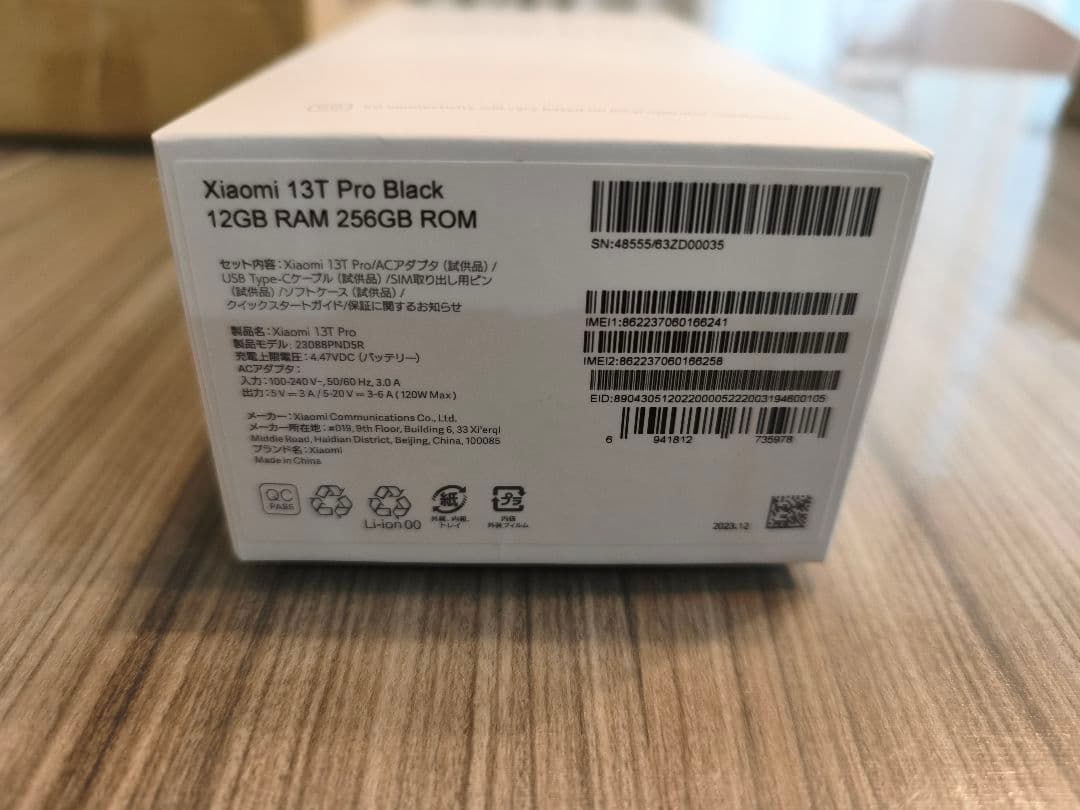 Xiaomi 13T Pro Black
12GB RAM 256GB ROM
セット内容：Xiaomi 13T Pro/ACアダプタ（試供品）/
USB Type-Cケーブル（試供品）/SIM取り出し用ピン
（試供品）/ソフトケース（試供品）/
クイックスタートガイド/保証に関するお知らせ
製品名：Xiaomi 13T Pro
製品モデル: 23088PND5R
充電上限電圧：4.47VDC（バッテリー）
ACアダプタ：
入力：100-240 V~, 50/60 Hz, 3.0 A
出力：5 V = 3 A / 5-20 V = 3-6 A ( 120W Max )
メーカー：Xiaomi Communications Co., Ltd.
メーカー所在地：#019, 9th Floor, Building 6, 33 Xi'erqi
Middle Road, Haidian District, Beijing, China, 100085
ブランド名：Xiaomi
Made in China
QC
PASS
Li-ion 00
紙
外箱、内箱、
トレイ
プラ
内袋
外装フィルム
SN:48555/63ZD00035
IMEI1:862237060166241
IMEI2:862237060166258
EID:89043051202200005222003194600105
6 941812 735978
2023.12